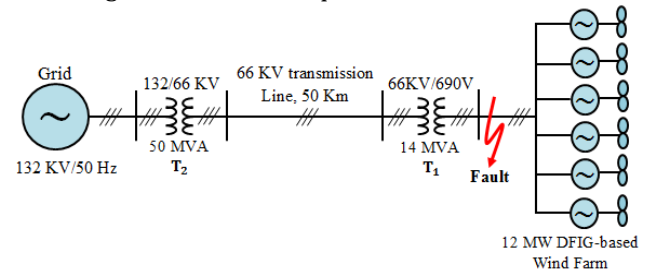 Grid
132 KV/50 Hz
132/66 KV
50 MVA
T₂
66 KV transmission
Line, 50 Km
66KV/690V
14 MVA
T₁
Fault
12 MW DFIG-based
Wind Farm